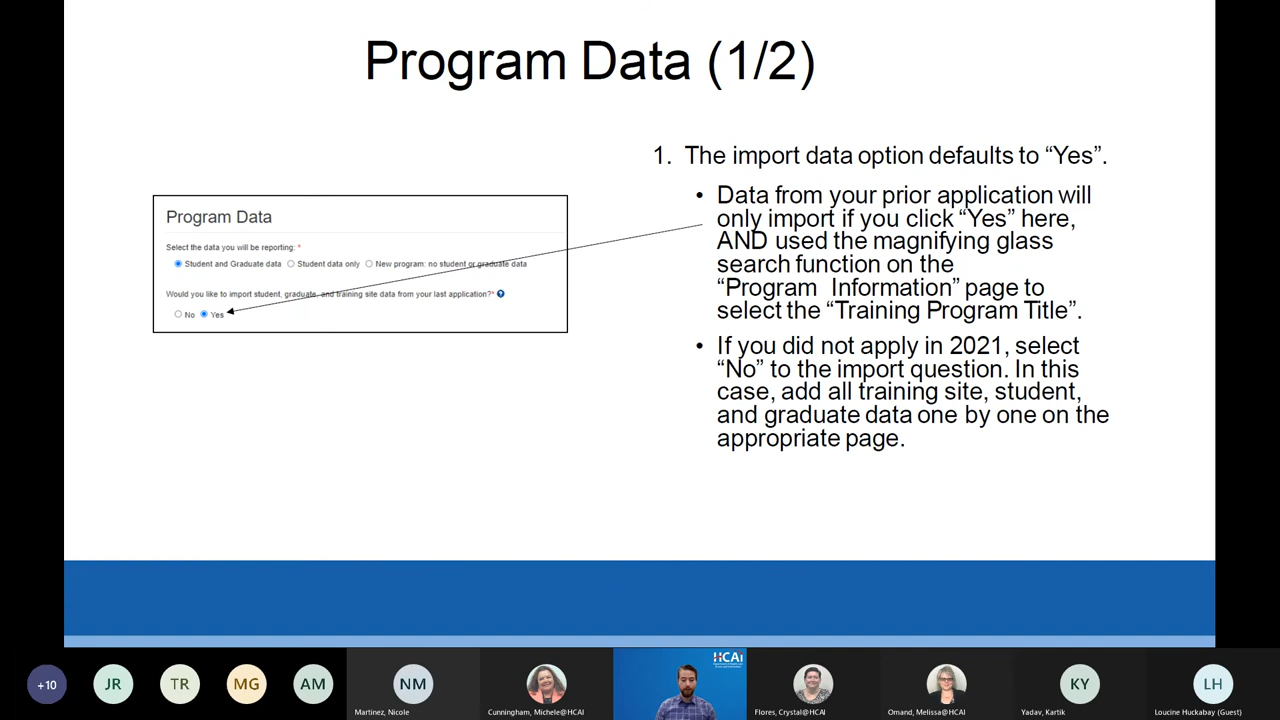 Program Data (1/2)
Program Data
Select the data you will be reporting: *
Student and Graduate data
Student data only
New program: no student or graduate data
Would you like to import student, graduate, and training site data from your last application?*
No
Yes
1. The import data option defaults to “Yes”.
• Data from your prior application will
only import if you click “Yes” here,
AND used the magnifying glass
search function on the
“Program Information” page to
select the “Training Program Title”.
• If you did not apply in 2021, select
“No” to the import question. In this
case, add all training site, student,
and graduate data one by one on the
appropriate page.
+10
JR
TR
MG
AM
NM
Martinez, Nicole
Cunningham, Michele@HCAI
HCAi
Flores, Crystal@HCAI
Omand, Melissa@HCAI
KY
Yadav, Kartik
LH
Loucine Huckabay (Guest)